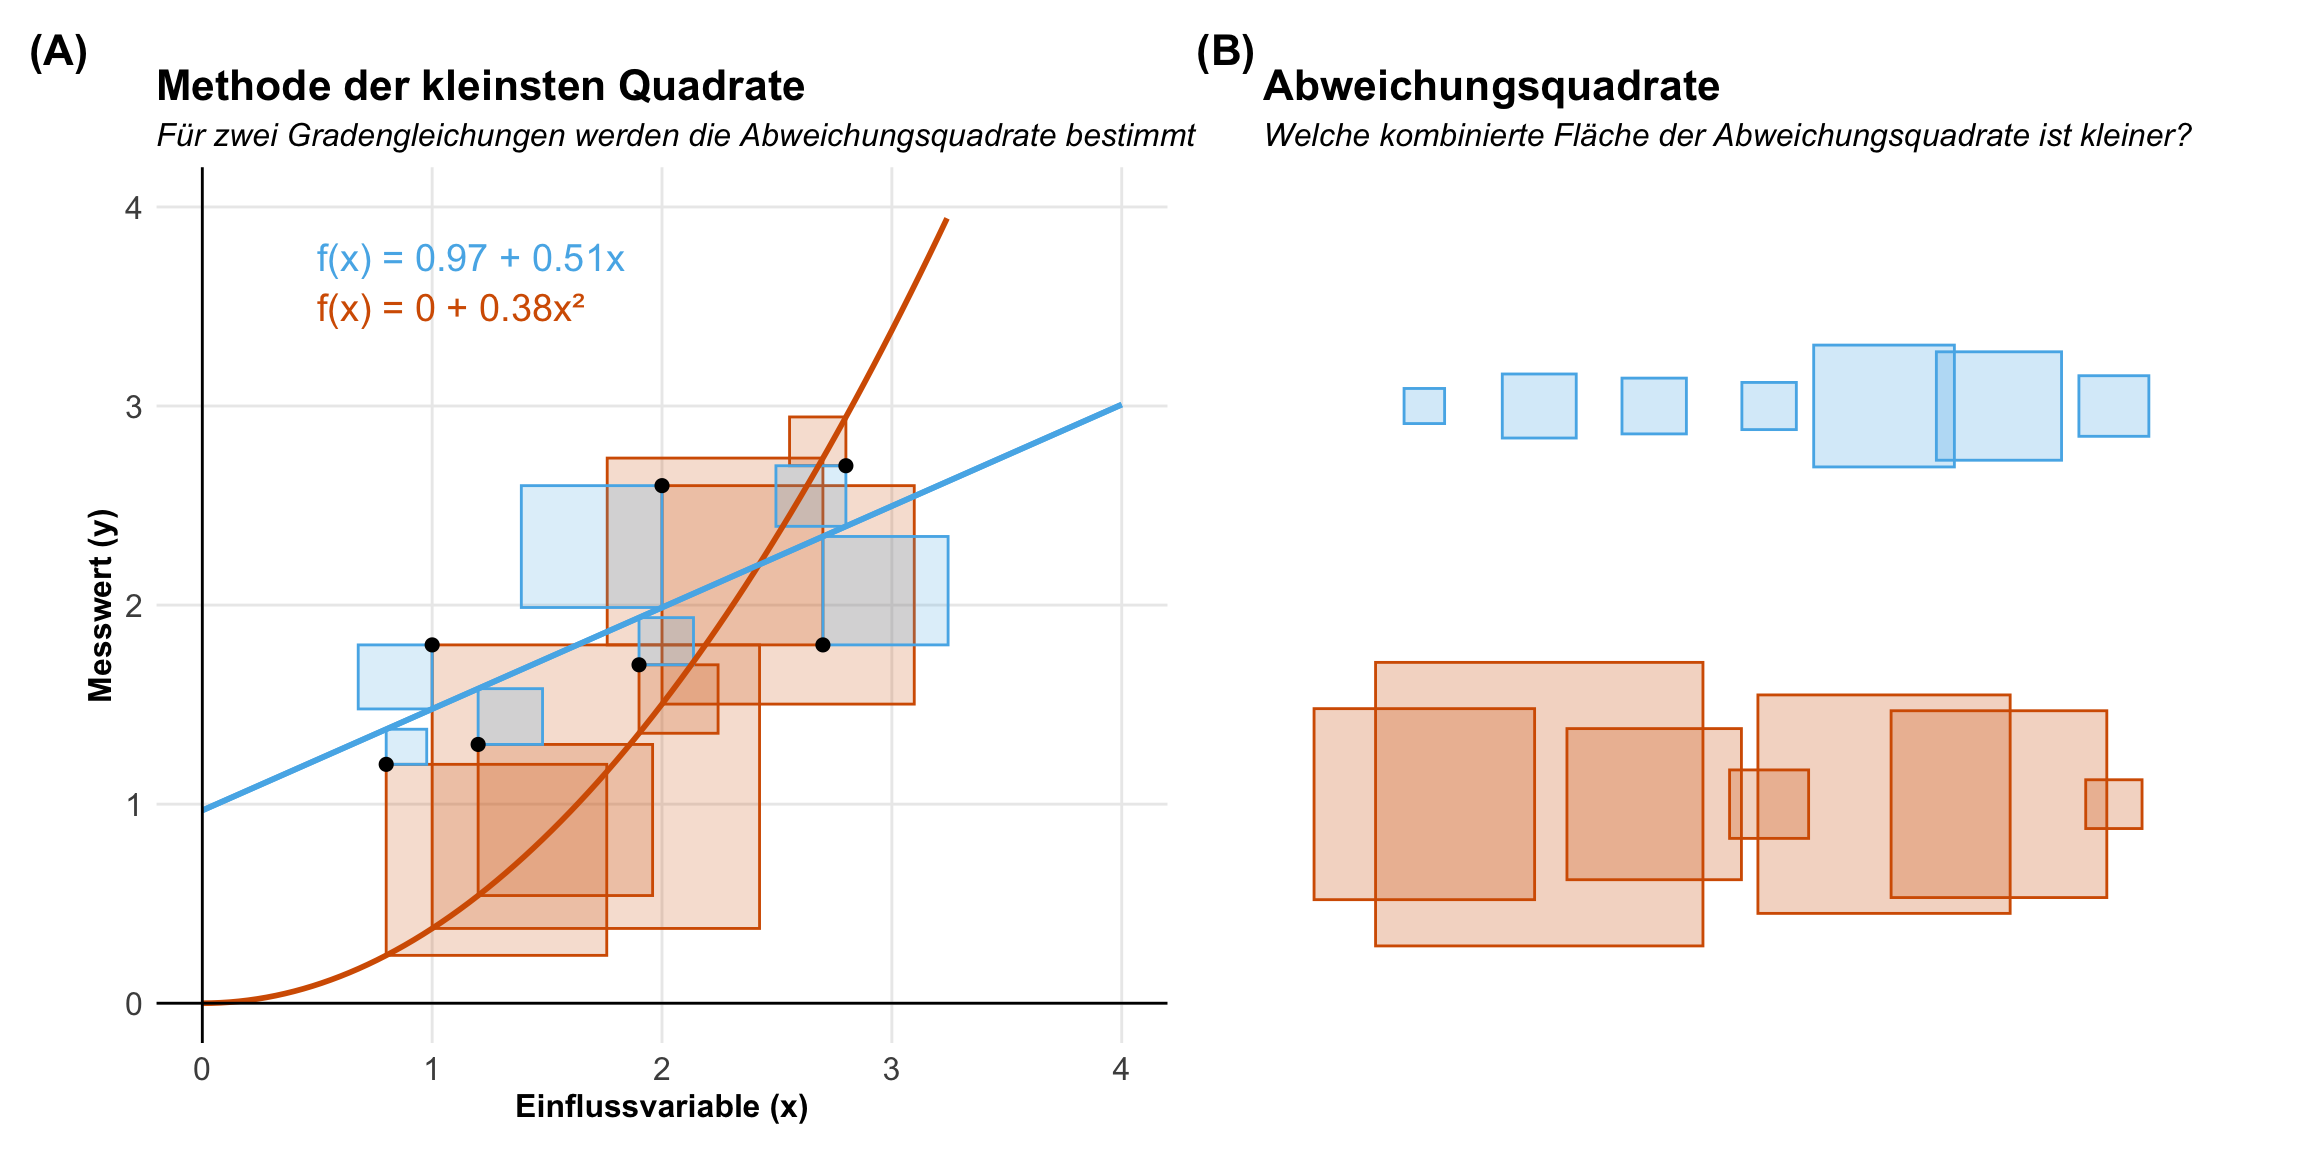 (A)
Methode der kleinsten Quadrate
Für zwei Gradengleichungen werden die Abweichungsquadrate bestimmt
4
3
2
1
0
f(x) = 0.97 + 0.51x
f(x) = 0 + 0.38x²
Messwert (y)
0 1 2 3 4
Einflussvariable (x)
(B)
Abweichungsquadrate
Welche kombinierte Fläche der Abweichungsquadrate ist kleiner?